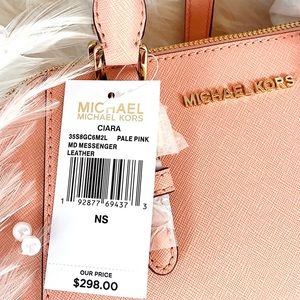 MICHAEL
MICHAEL KORS
CIARA
35S8GC6M2L PALE PINK
MD MESSENGER
LEATHER
1 92877 69437 3
NS
OUR PRICE
$298.00
MICHAEL KORS